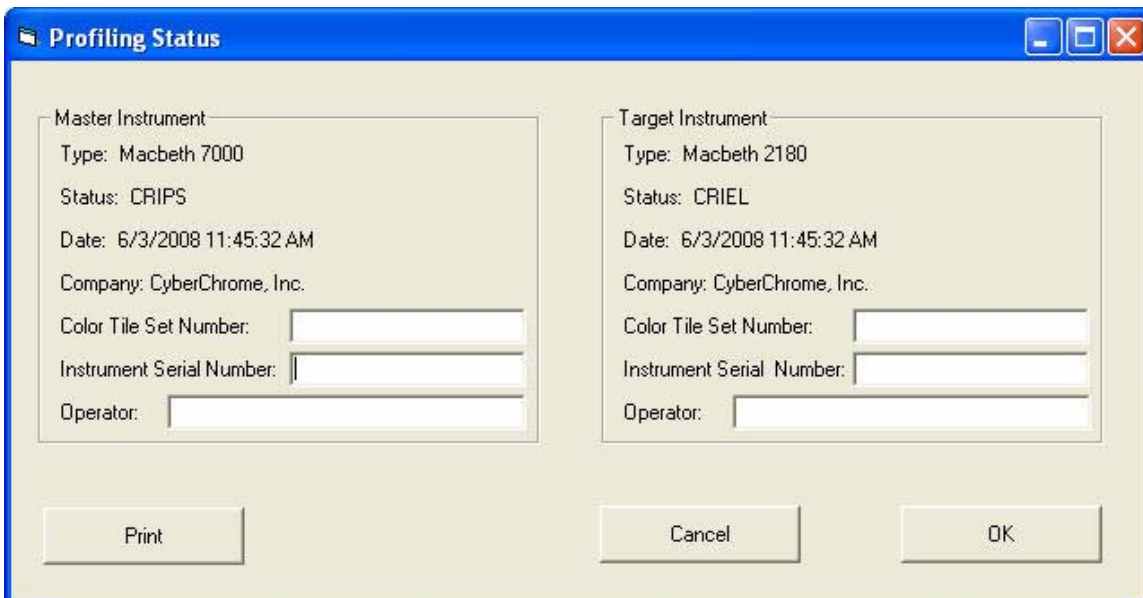 Profiling Status
Master Instrument
Type: Macbeth 7000
Status: CRIPS
Date: 6/3/2008 11:45:32 AM
Company: CyberChrome, Inc.
Color Tile Set Number:
Instrument Serial Number:
Operator:
Target Instrument
Type: Macbeth 2180
Status: CRIEL
Date: 6/3/2008 11:45:32 AM
Company: CyberChrome, Inc.
Color Tile Set Number:
Instrument Serial Number:
Operator:
Print
Cancel
OK